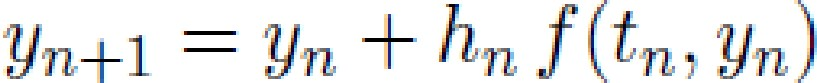 y_{n+1} = y_n + h_n f(t_n, y_n)